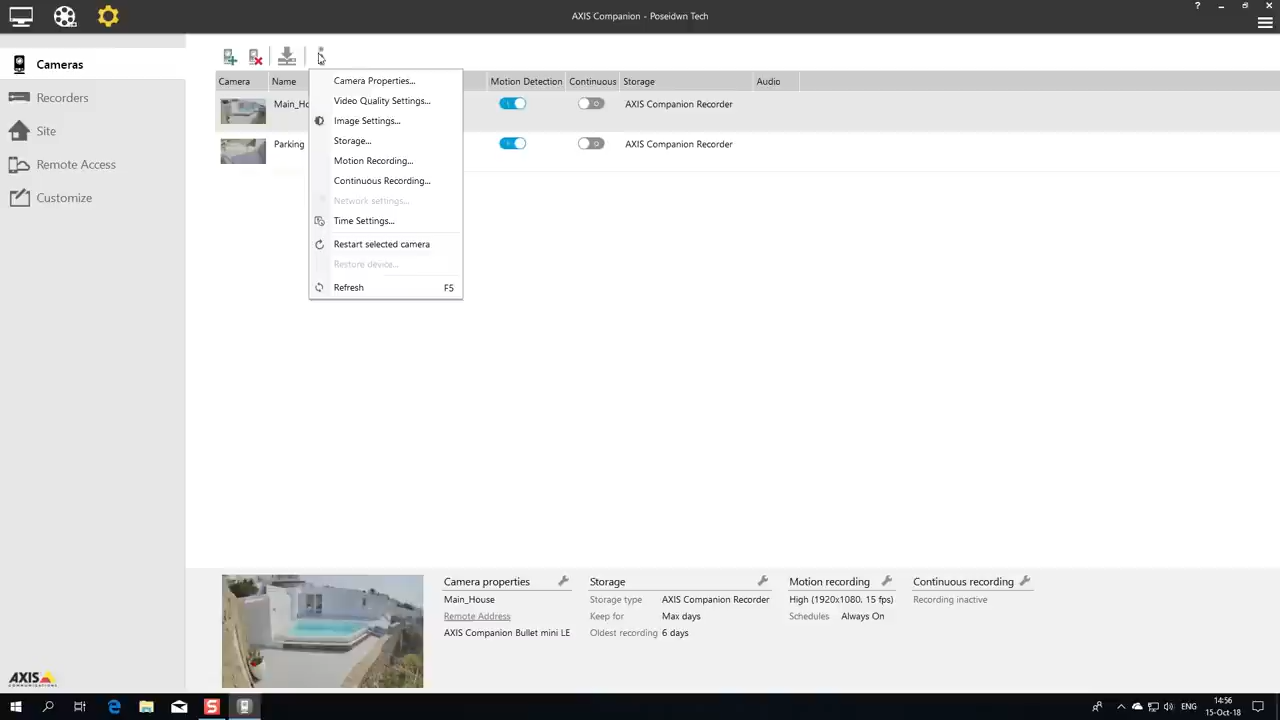 AXIS Companion - Poseidwn Tech
?
Cameras
Recorders
Site
Remote Access
Customize
Camera Name Motion Detection Continuous Storage Audio
Main_Ho AXIS Companion Recorder
Parking AXIS Companion Recorder
Camera Properties...
Video Quality Settings...
Image Settings...
Storage...
Motion Recording...
Continuous Recording...
Network settings...
Time Settings...
Restart selected camera
Restore device...
Refresh F5
Camera properties
Main_House
Remote Address
AXIS Companion Bullet mini LE
Storage
Storage type AXIS Companion Recorder
Keep for Max days
Oldest recording 6 days
Motion recording
High (1920x1080, 15 fps)
Schedules Always On
Continuous recording
Recording inactive
AXIS
COMMUNICATIONS
ENG
14:56
15-Oct-18